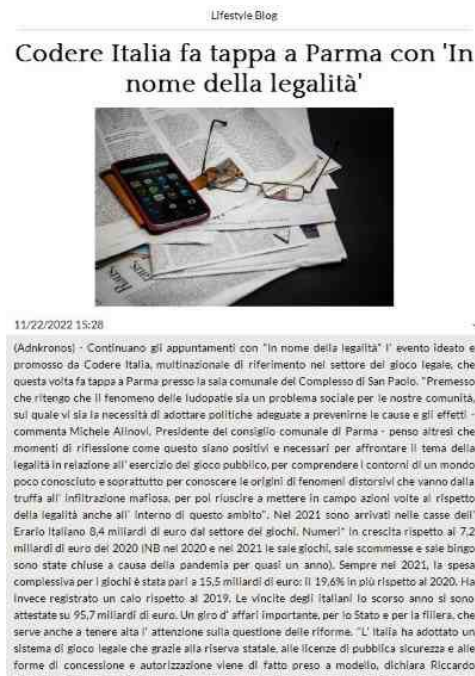 Lifestyle Blog
Codere Italia fa tappa a Parma con 'In
nome della legalità'
11/22/2022 15:28
(Adnkronos) - Continuano gli appuntamenti con "In nome della legalità" l' evento ideato e
promosso da Codere Italia, multinazionale di riferimento nel settore del gioco legale, che
questa volta fa tappa a Parma presso la sala comunale del Complesso di San Paolo. "Premesso
che ritengo che il fenomeno delle ludopatie sia un problema sociale per le nostre comunità,
sul quale vi sia la necessità di adottare politiche adeguate a prevenirne le cause e gli effetti -
commenta Michele Alinovi, Presidente del consiglio comunale di Parma - penso altresì che
momenti di riflessione come questo siano positivi e necessari per affrontare il tema della
legalità in relazione all' esercizio del gioco pubblico, per comprendere i contorni di un mondo
poco conosciuto e soprattutto per conoscere le origini di fenomeni distorsivi che vanno dalla
truffa all' infiltrazione mafiosa, per poi riuscire a mettere in campo azioni volte al rispetto
della legalità anche all' interno di questo ambito". Nel 2021 sono arrivati nelle casse dell'
Erario Italiano 8,4 miliardi di euro dal settore dei giochi. Numeri* in crescita rispetto ai 7,2
miliardi di euro del 2020 (NB nel 2020 e nel 2021 le sale giochi, sale scommesse e sale bingo
sono state chiuse a causa della pandemia per quasi un anno). Sempre nel 2021, la spesa
complessiva per i giochi è stata pari a 15,5 miliardi di euro: il 19,6% in più rispetto al 2020. Ha
invece registrato un calo rispetto al 2019. Le vincite degli italiani lo scorso anno si sono
attestate su 95,7 miliardi di euro. Un giro d' affari importante, per lo Stato e per la filiera, che
serve anche a tenere alta l' attenzione sulla questione delle riforme. "L' Italia ha adottato un
sistema di gioco legale che grazie alla riserva statale, alle licenze di pubblica sicurezza e alle
forme di concessione e autorizzazione viene di fatto preso a modello, dichiara Riccardo